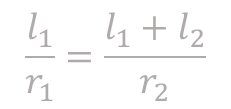 l₁/r₁ = (l₁ + l₂)/r₂